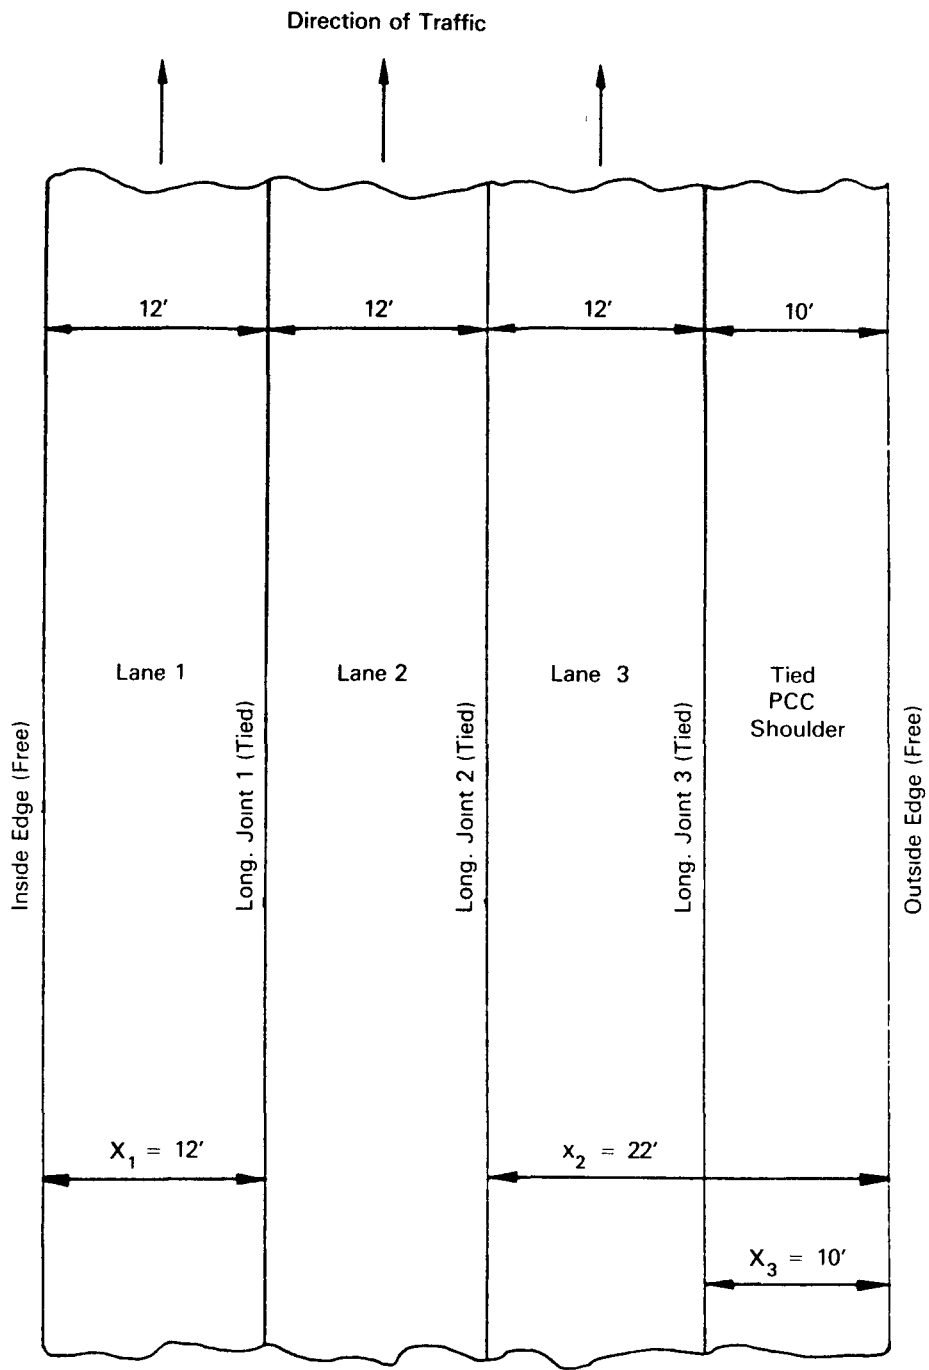 Direction of Traffic
12′
12′
12′
10′
Lane 1
Lane 2
Lane 3
Tied
PCC
Shoulder
Inside Edge (Free)
Long. Joint 1 (Tied)
Long. Joint 2 (Tied)
Long. Joint 3 (Tied)
Outside Edge (Free)
X₁ = 12′
x₂ = 22′
X₃ = 10′